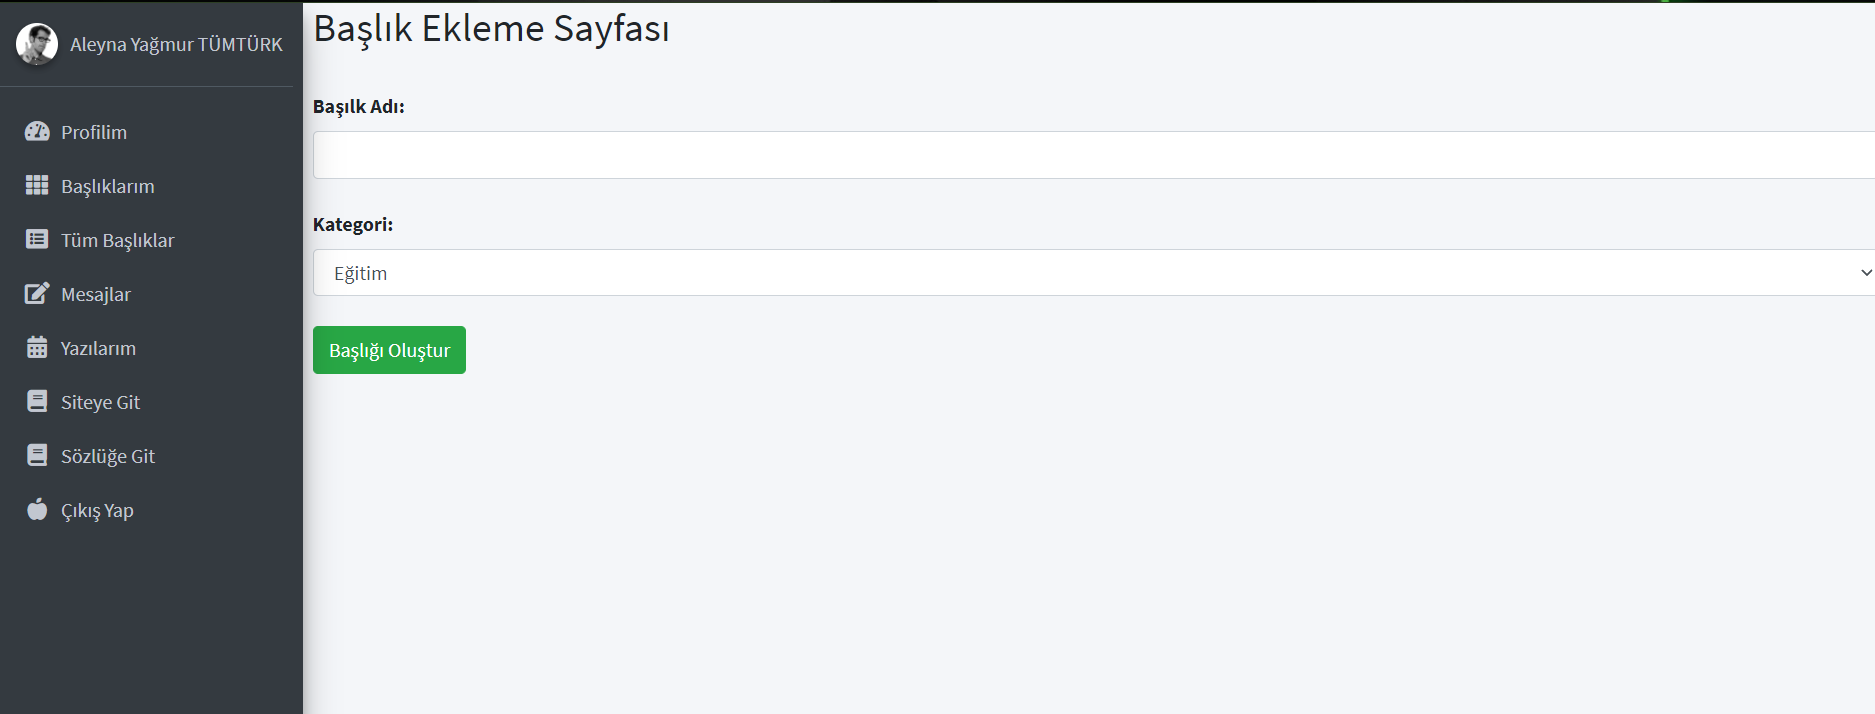 Aleyna Yağmur TÜMTÜRK
Profilim
Başlıklarım
Tüm Başlıklar
Mesajlar
Yazılarım
Siteye Git
Sözlüğe Git
Çıkış Yap
Başlık Ekleme Sayfası
Başılk Adı:
Kategori:
Eğitim
Başlığı Oluştur